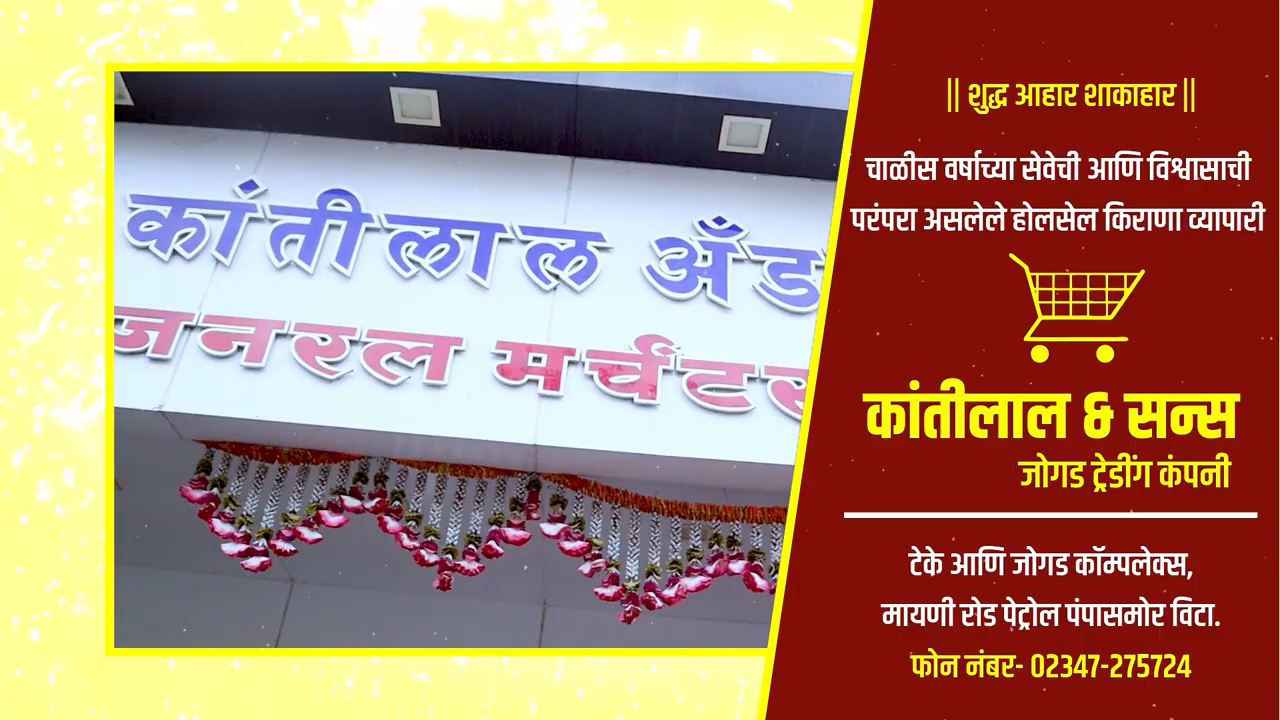 कांतीलाल अँड
जनरल मर्चंटस
|| शुद्ध आहार शाकाहार ||
चाळीस वर्षाच्या सेवेची आणि विश्वासाची
परंपरा असलेले होलसेल किराणा व्यापारी
कांतीलाल & सन्स
जोगड ट्रेडींग कंपनी
टेके आणि जोगड कॉम्पलेक्स,
मायणी रोड पेट्रोल पंपासमोर विटा.
फोन नंबर- 02347-275724